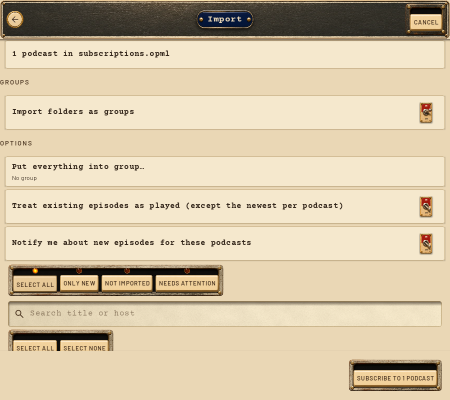 Import
CANCEL
1 podcast in subscriptions.opml
GROUPS
Import folders as groups
OPTIONS
Put everything into group…
No group
Treat existing episodes as played (except the newest per podcast)
Notify me about new episodes for these podcasts
SELECT ALL ONLY NEW NOT IMPORTED NEEDS ATTENTION
Search title or host
SELECT ALL SELECT NONE
SUBSCRIBE TO 1 PODCAST